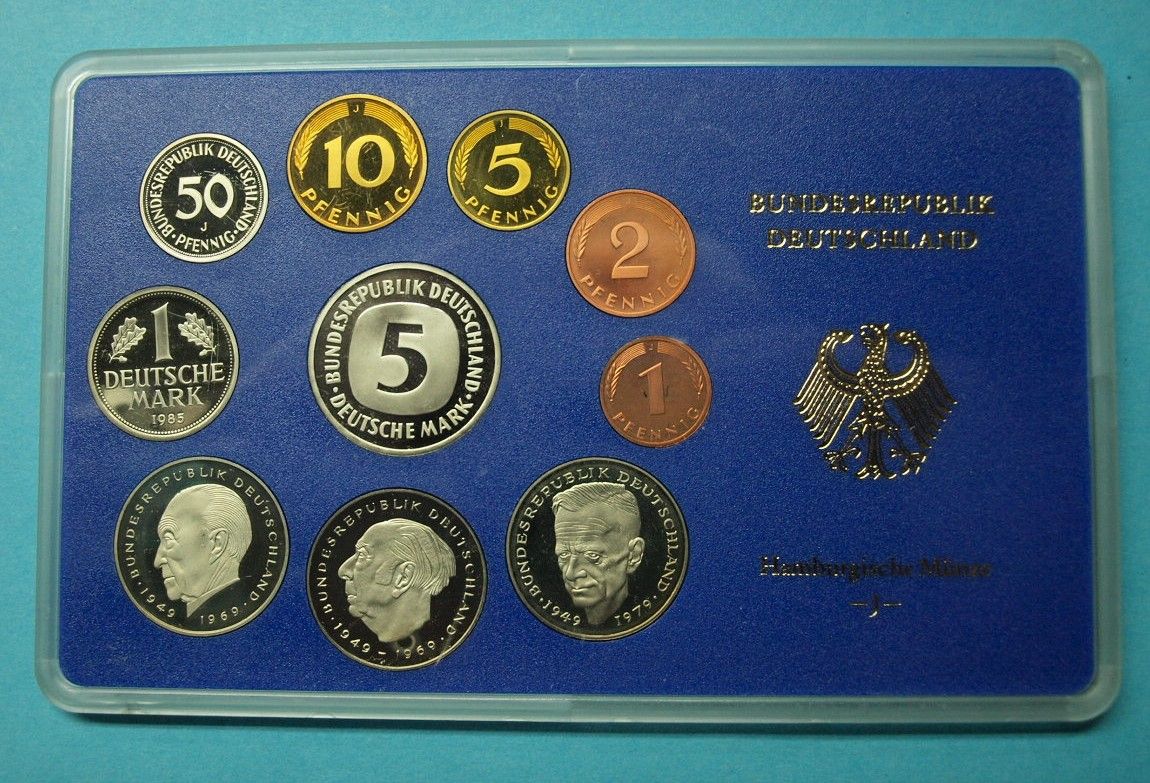 BUNDESREPUBLIK DEUTSCHLAND
50
J
PFENNIG
J
10
PFENNIG
J
5
PFENNIG
2
PFENNIG
J
1
PFENNIG
1
DEUTSCHE
MARK
1985
BUNDESREPUBLIK DEUTSCHLAND
5
DEUTSCHE MARK
BUNDESREPUBLIK DEUTSCHLAND
1949 1969
BUNDESREPUBLIK DEUTSCHLAND
1949 – 1969
BUNDESREPUBLIK DEUTSCHLAND
1949 1979
BUNDESREPUBLIK
DEUTSCHLAND
Hamburgische Münze
–J–